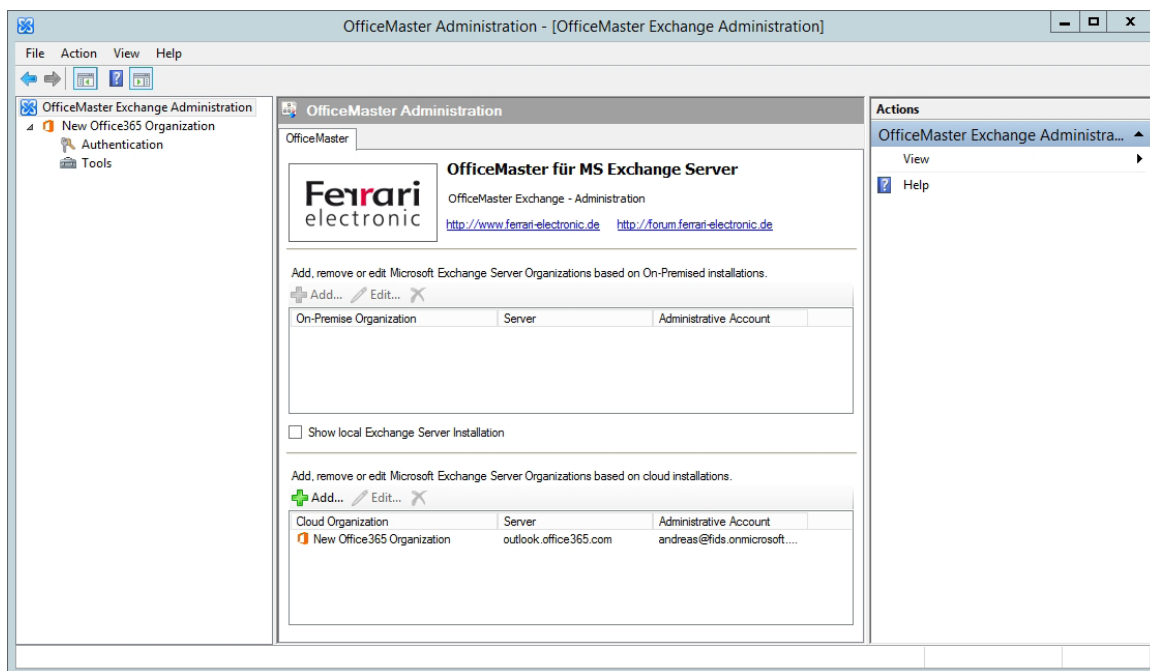 OfficeMaster Administration - [OfficeMaster Exchange Administration]
File Action View Help
OfficeMaster Exchange Administration
New Office365 Organization
Authentication
Tools
OfficeMaster Administration
OfficeMaster
Ferrari
electronic
OfficeMaster für MS Exchange Server
OfficeMaster Exchange - Administration
http://www.ferrari-electronic.de http://forum.ferrari-electronic.de
Add, remove or edit Microsoft Exchange Server Organizations based on On-Premised installations.
Add... Edit...
On-Premise Organization Server Administrative Account
Show local Exchange Server Installation
Add, remove or edit Microsoft Exchange Server Organizations based on cloud installations.
Add... Edit...
Cloud Organization Server Administrative Account
New Office365 Organization outlook.office365.com andreas@fids.onmicrosoft....
Actions
OfficeMaster Exchange Administra...
View
Help